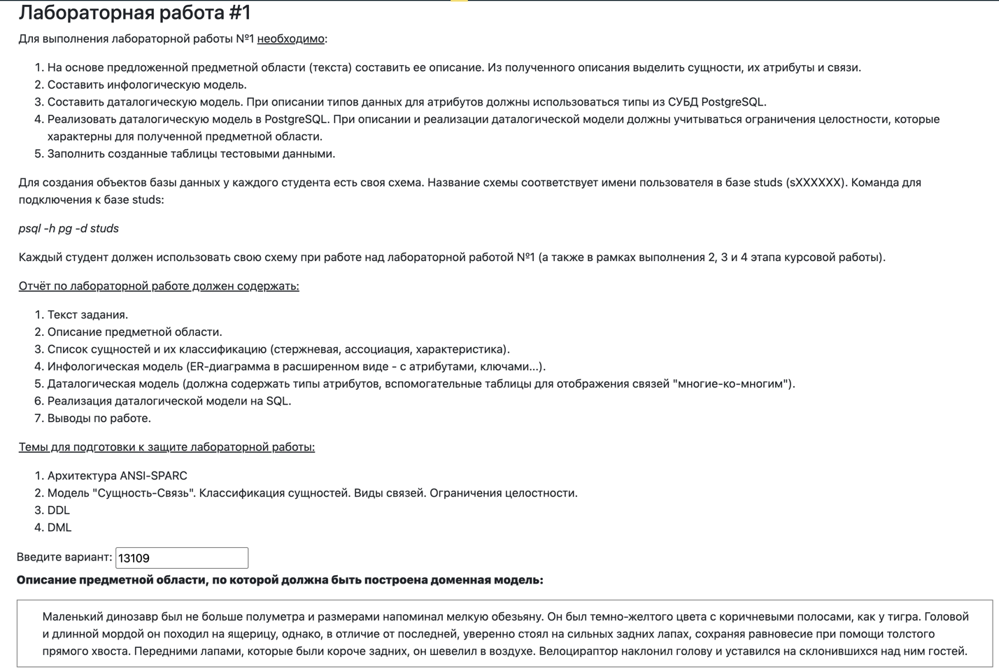 Лабораторная работа #1
Для выполнения лабораторной работы №1 необходимо:
1. На основе предложенной предметной области (текста) составить ее описание. Из полученного описания выделить сущности, их атрибуты и связи.
2. Составить инфологическую модель.
3. Составить даталогическую модель. При описании типов данных для атрибутов должны использоваться типы из СУБД PostgreSQL.
4. Реализовать даталогическую модель в PostgreSQL. При описании и реализации даталогической модели должны учитываться ограничения целостности, которые
характерны для полученной предметной области.
5. Заполнить созданные таблицы тестовыми данными.
Для создания объектов базы данных у каждого студента есть своя схема. Название схемы соответствует имени пользователя в базе studs (sXXXXXX). Команда для
подключения к базе studs:
psql -h pg -d studs
Каждый студент должен использовать свою схему при работе над лабораторной работой №1 (а также в рамках выполнения 2, 3 и 4 этапа курсовой работы).
Отчёт по лабораторной работе должен содержать:
1. Текст задания.
2. Описание предметной области.
3. Список сущностей и их классификацию (стержневая, ассоциация, характеристика).
4. Инфологическая модель (ER-диаграмма в расширенном виде - с атрибутами, ключами...).
5. Даталогическая модель (должна содержать типы атрибутов, вспомогательные таблицы для отображения связей "многие-ко-многим").
6. Реализация даталогической модели на SQL.
7. Выводы по работе.
Темы для подготовки к защите лабораторной работы:
1. Архитектура ANSI-SPARC
2. Модель "Сущность-Связь". Классификация сущностей. Виды связей. Ограничения целостности.
3. DDL
4. DML
Введите вариант: 13109
Описание предметной области, по которой должна быть построена доменная модель:
Маленький динозавр был не больше полуметра и размерами напоминал мелкую обезьяну. Он был темно-желтого цвета с коричневыми полосами, как у тигра. Головой
и длинной мордой он походил на ящерицу, однако, в отличие от последней, уверенно стоял на сильных задних лапах, сохраняя равновесие при помощи толстого
прямого хвоста. Передними лапами, которые были короче задних, он шевелил в воздухе. Велоцираптор наклонил голову и уставился на склонившихся над ним гостей.